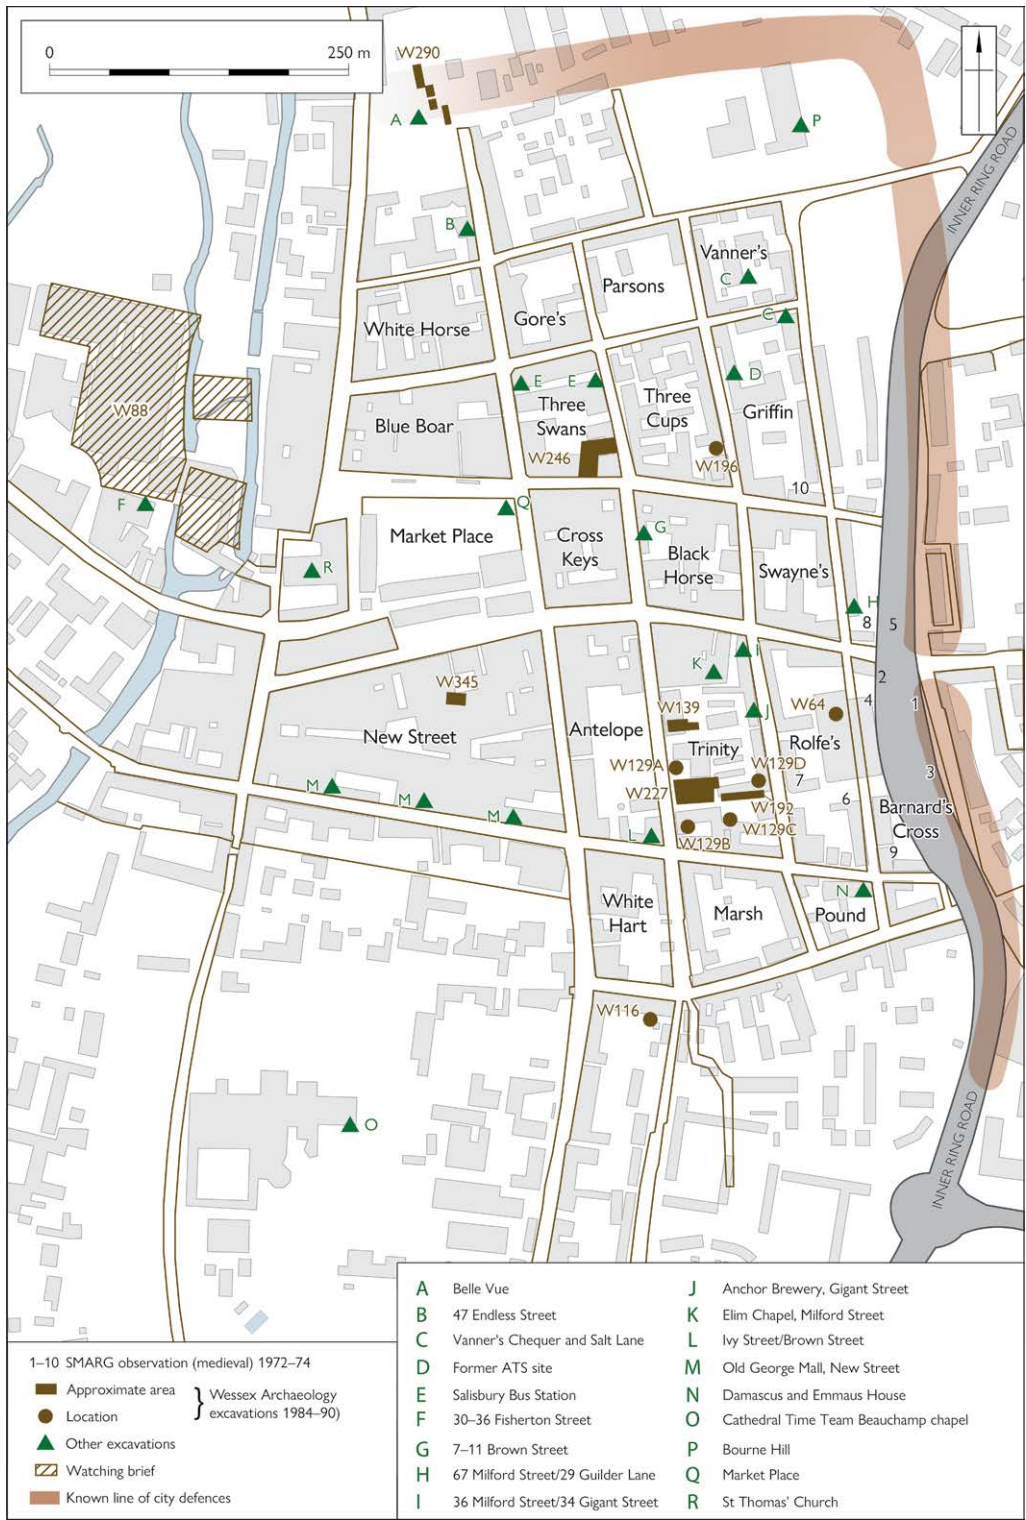 0 250 m
W290
A
P
INNER RING ROAD
B
Vanner's
C
Parsons
Gore's
White Horse
C
E E
D
Three Swans
Three Cups
Griffin
Blue Boar
W88
W246
W196
10
F
Q
Market Place
Cross Keys
G
Black Horse
Swayne's
R
H
8
5
I
K
2
4
1
W345
W139
J
W64
New Street
Antelope
Trinity
Rolfe's
W129A
W129D
3
M
W227
7
M
W192
6
Barnard's Cross
M
W129C
L
W129B
9
N
White Hart
Marsh
Pound
W116
O
INNER RING ROAD
1–10 SMARG observation (medieval) 1972–74
Approximate area
Location
} Wessex Archaeology
excavations 1984–90)
Other excavations
Watching brief
Known line of city defences
A Belle Vue
B 47 Endless Street
C Vanner's Chequer and Salt Lane
D Former ATS site
E Salisbury Bus Station
F 30–36 Fisherton Street
G 7–11 Brown Street
H 67 Milford Street/29 Guilder Lane
I 36 Milford Street/34 Gigant Street
J Anchor Brewery, Gigant Street
K Elim Chapel, Milford Street
L Ivy Street/Brown Street
M Old George Mall, New Street
N Damascus and Emmaus House
O Cathedral Time Team Beauchamp chapel
P Bourne Hill
Q Market Place
R St Thomas' Church